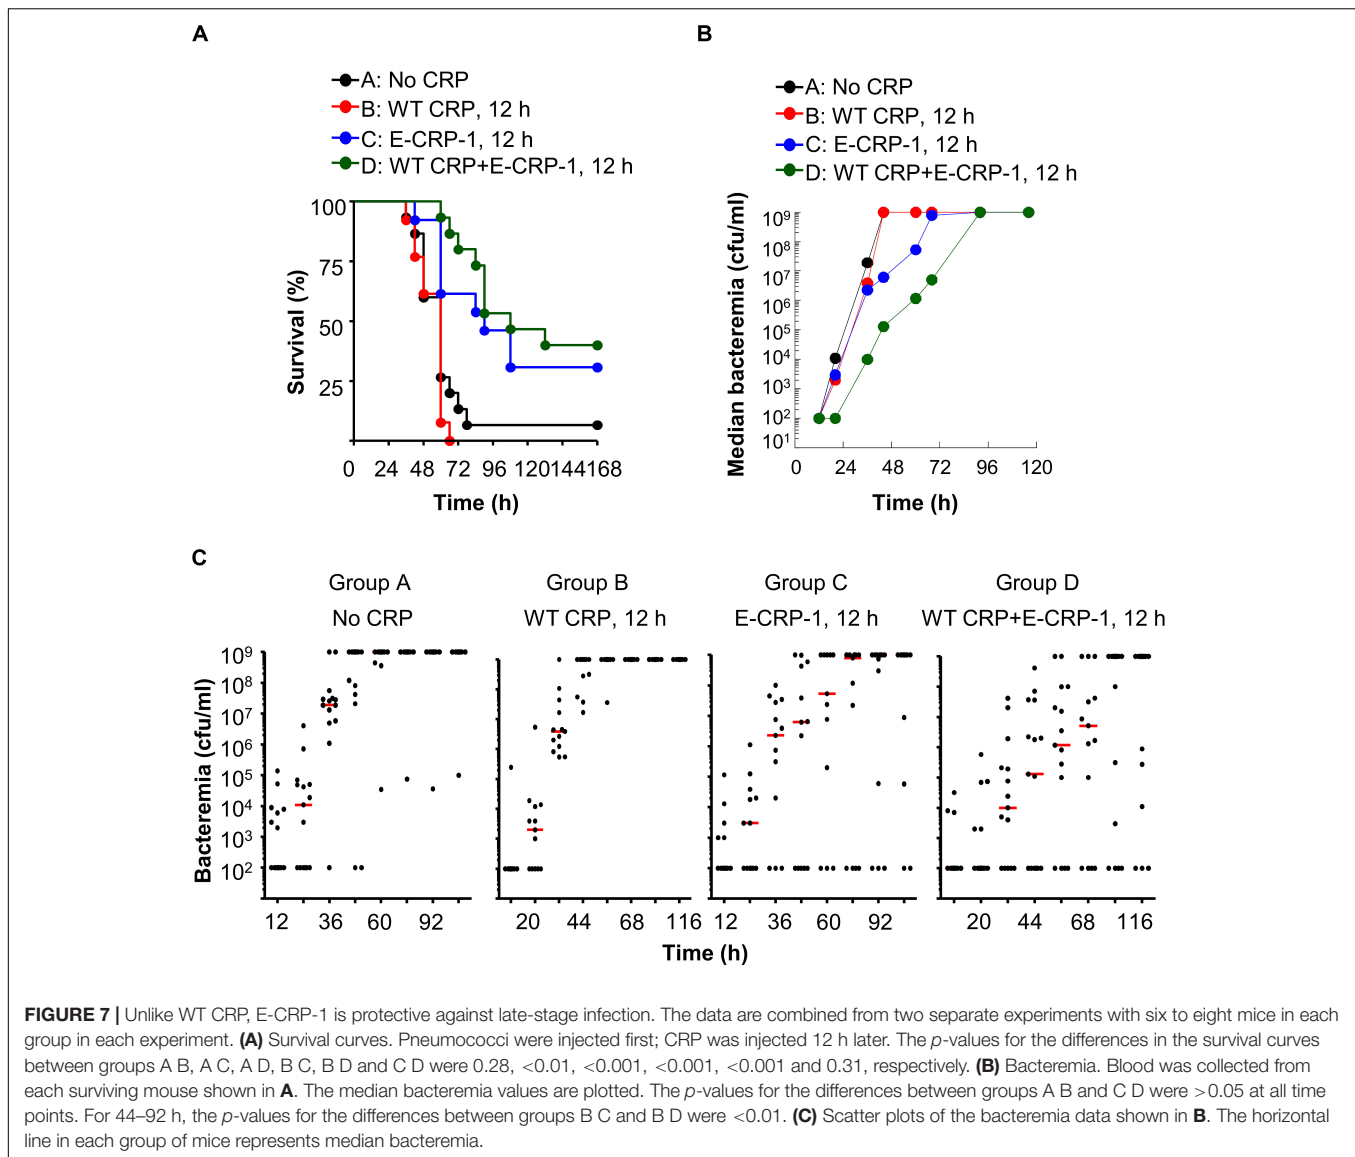 A
A: No CRP
B: WT CRP, 12 h
C: E-CRP-1, 12 h
D: WT CRP+E-CRP-1, 12 h
100
75
50
25
Survival (%)
0 24 48 72 96 120 144 168
Time (h)
B
A: No CRP
B: WT CRP, 12 h
C: E-CRP-1, 12 h
D: WT CRP+E-CRP-1, 12 h
10⁹
10⁸
10⁷
10⁶
10⁵
10⁴
10³
10²
10¹
Median bacteremia (cfu/ml)
0 24 48 72 96 120
Time (h)
C
Group A Group B Group C Group D
No CRP WT CRP, 12 h E-CRP-1, 12 h WT CRP+E-CRP-1, 12 h
10⁹
10⁸
10⁷
10⁶
10⁵
10⁴
10³
10²
Bacteremia (cfu/ml)
12 36 60 92 20 44 68 116 12 36 60 92 20 44 68 116
Time (h)
FIGURE 7 | Unlike WT CRP, E-CRP-1 is protective against late-stage infection. The data are combined from two separate experiments with six to eight mice in each
group in each experiment. (A) Survival curves. Pneumococci were injected first; CRP was injected 12 h later. The p-values for the differences in the survival curves
between groups A B, A C, A D, B C, B D and C D were 0.28, <0.01, <0.001, <0.001, <0.001 and 0.31, respectively. (B) Bacteremia. Blood was collected from
each surviving mouse shown in A. The median bacteremia values are plotted. The p-values for the differences between groups A B and C D were >0.05 at all time
points. For 44–92 h, the p-values for the differences between groups B C and B D were <0.01. (C) Scatter plots of the bacteremia data shown in B. The horizontal
line in each group of mice represents median bacteremia.